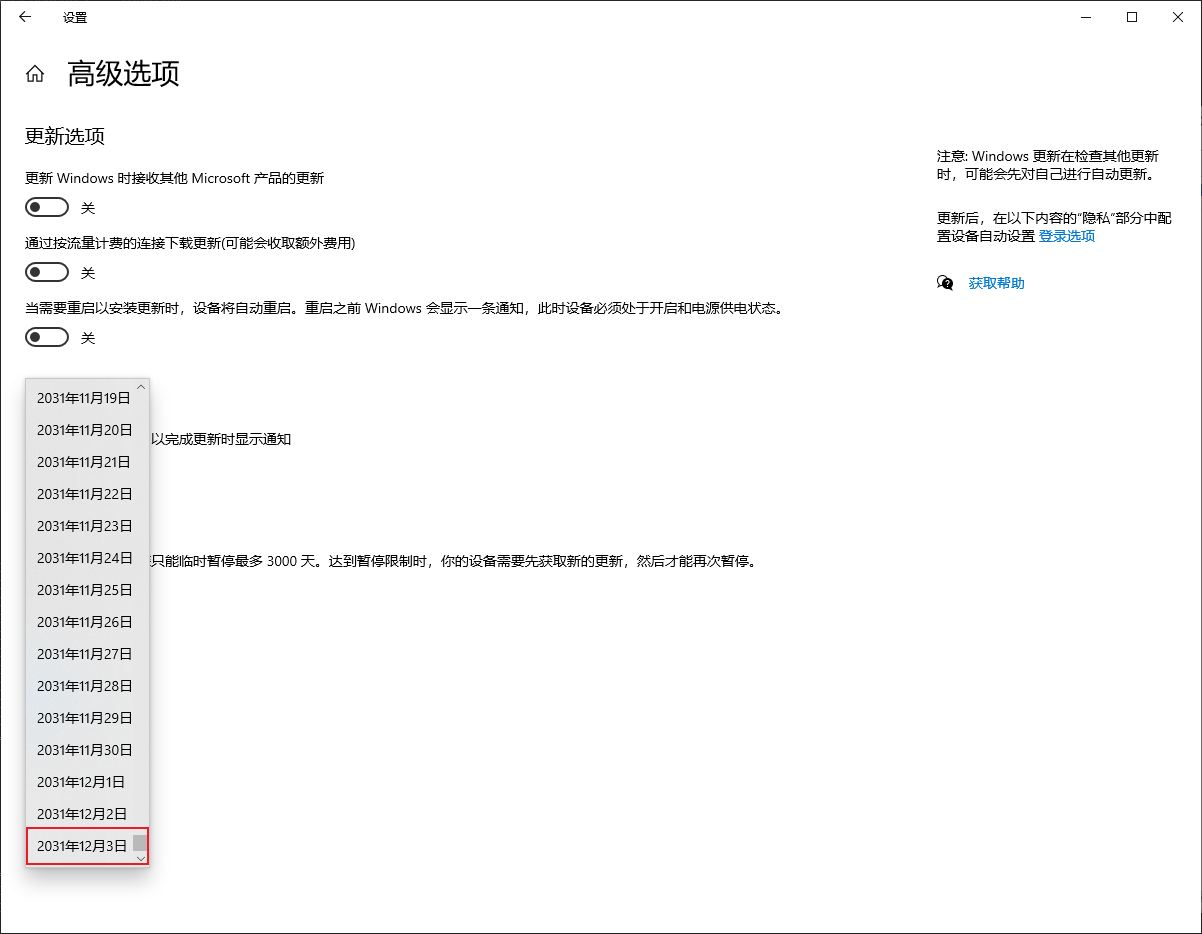 设置
高级选项
更新选项
更新 Windows 时接收其他 Microsoft 产品的更新
关
通过按流量计费的连接下载更新(可能会收取额外费用)
关
当需要重启以安装更新时，设备将自动重启。重启之前 Windows 会显示一条通知，此时设备必须处于开启和电源供电状态。
关
2031年11月19日
2031年11月20日
以完成更新时显示通知
2031年11月21日
2031年11月22日
2031年11月23日
2031年11月24日
只能临时暂停最多 3000 天。达到暂停限制时，你的设备需要先获取新的更新，然后才能再次暂停。
2031年11月25日
2031年11月26日
2031年11月27日
2031年11月28日
2031年11月29日
2031年11月30日
2031年12月1日
2031年12月2日
2031年12月3日
注意: Windows 更新在检查其他更新
时，可能会先对自己进行自动更新。
更新后，在以下内容的“隐私”部分中配
置设备自动设置 登录选项
获取帮助